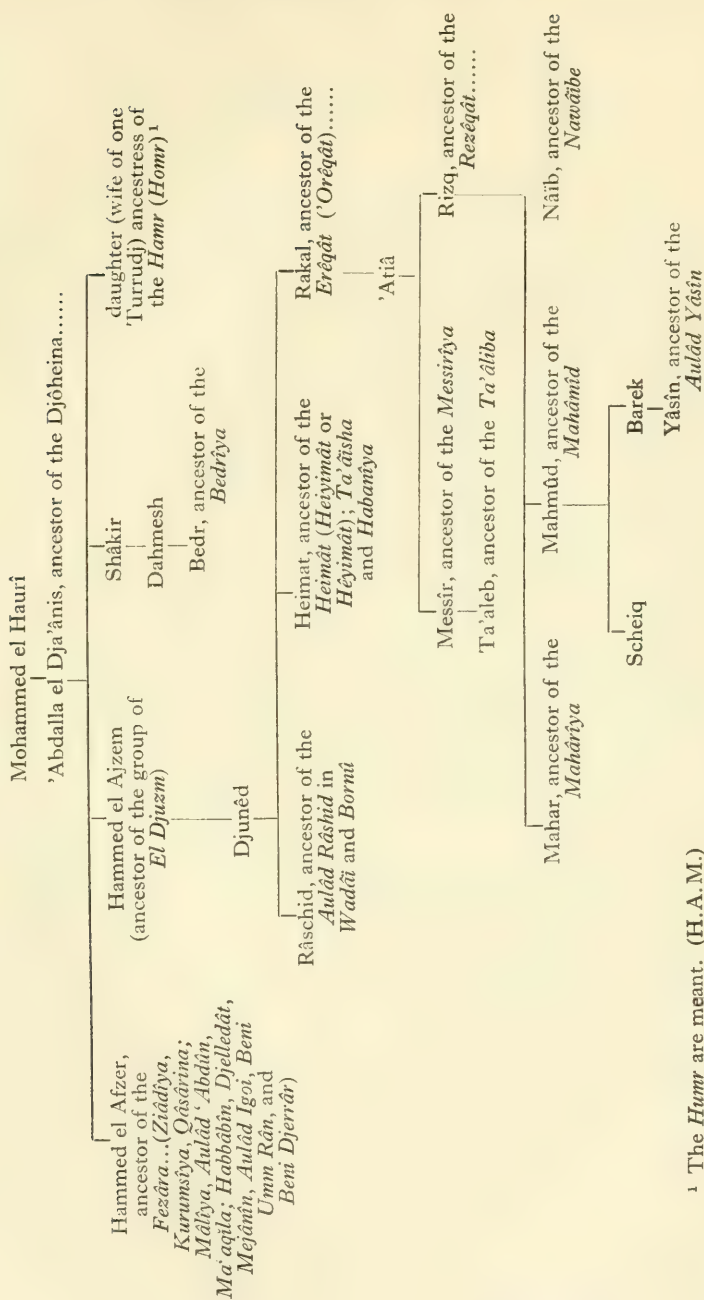 Mohammed el Haurî
'Abdalla el Dja'ânis, ancestor of the Djôheina......
Hammed el Afzer,
ancestor of the
Fezâra...(Ziâdîya,
Kurumsîya, Qâsârina;
Mâlîya, Aulâd 'Abdûn,
Ma'aqila; Habbâbîn, Djelledât,
Mejânîn, Aulâd Igoi, Beni
Umm Rân, and
Beni Djerrâr)
Hammed el Ajzem
(ancestor of the group of
El Djuzm)
Shâkir
Dahmesh
Bedr, ancestor of the
Bedrîya
daughter (wife of one
Turrudj) ancestress of
the Hamr (Homr)¹
Djunêd
Râschid, ancestor of the
Aulâd Râshid in
Wadâi and Bornû
Heimat, ancestor of the
Heimât (Heiyimât or
Hêyimât); Ta'âisha
and Habanîya
Rakal, ancestor of the
Erêqât ('Orêqât)......
'Atiâ
Messîr, ancestor of the Messirîya
Ta'aleb, ancestor of the Ta'âliba
Rizq, ancestor of the
Rezêqât......
Mahar, ancestor of the
Mahârîya
Mahmûd, ancestor of the
Mahâmîd
Nâïb, ancestor of the
Nawâïbe
Scheiq
Barek
Yâsîn, ancestor of the
Aulâd Yâsîn
¹ The Humr are meant. (H.A.M.)